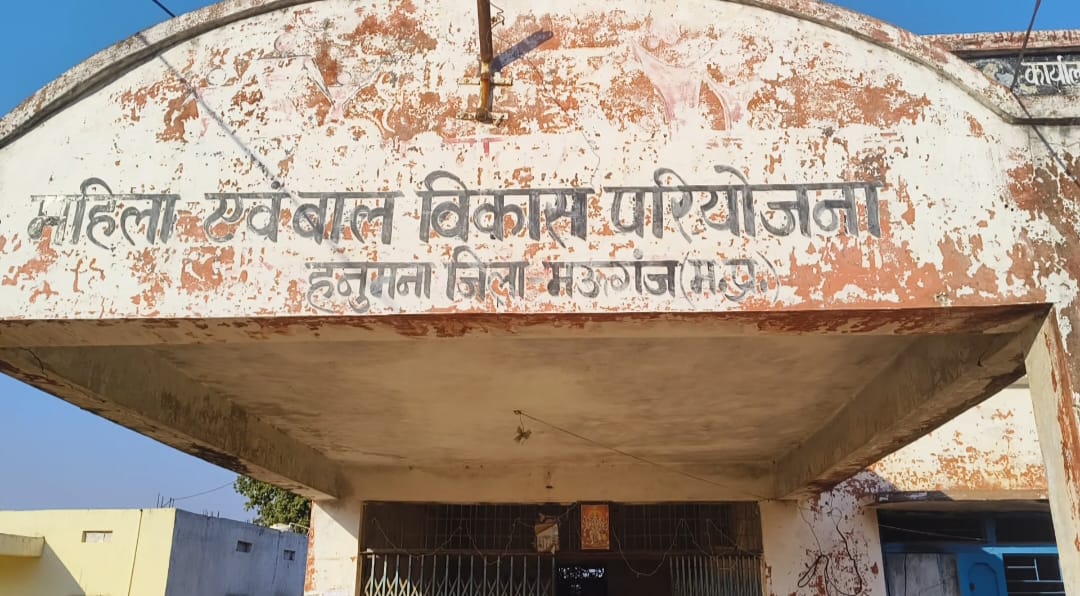 महिला एवं बाल विकास परियोजना
हनुमना जिला मऊगंज (म.प्र.)